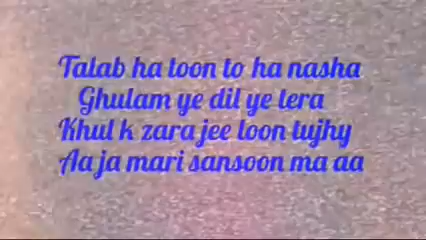 Talab ha toon to ha nasha
Ghulam ye dil ye tera
Khul k zara jee loon tujhy
Aa ja mari sansoon ma aa